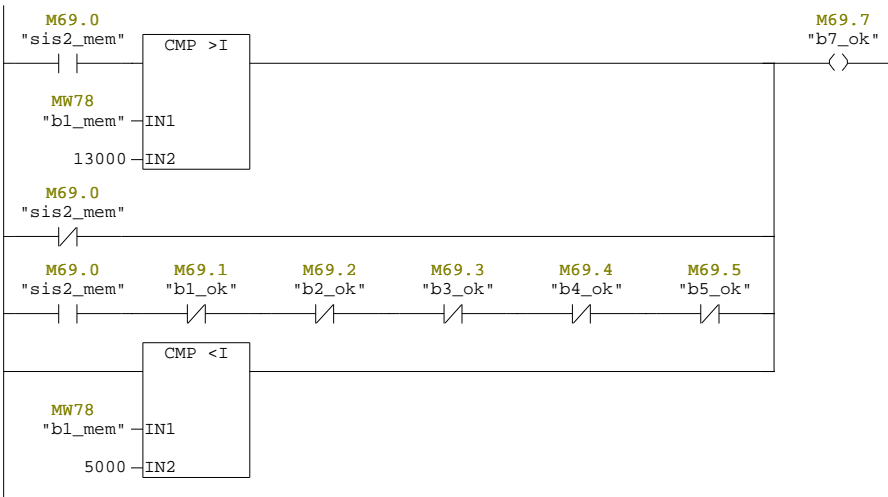 M69.0 M69.7
"sis2_mem" CMP >I "b7_ok"
MW78
"b1_mem" IN1
13000 IN2
M69.0
"sis2_mem"
M69.0 M69.1 M69.2 M69.3 M69.4 M69.5
"sis2_mem" "b1_ok" "b2_ok" "b3_ok" "b4_ok" "b5_ok"
CMP <I
MW78
"b1_mem" IN1
5000 IN2